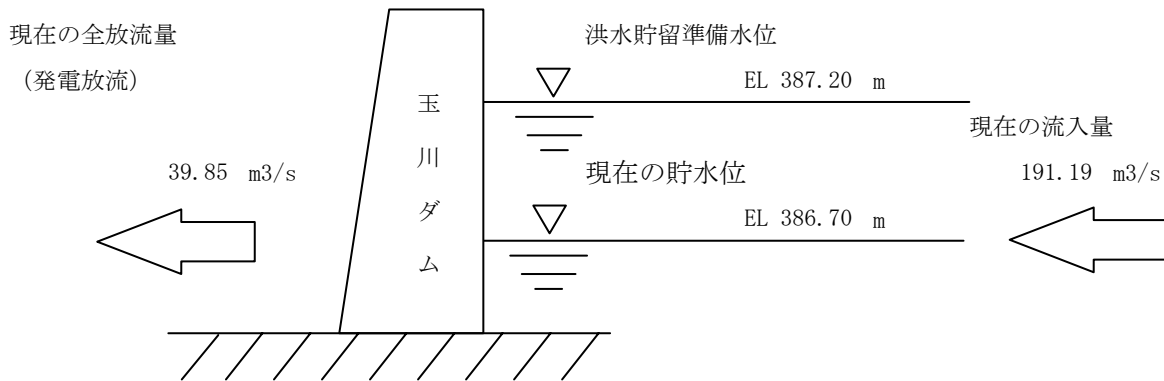 現在の全放流量
（発電放流）
39.85 m3/s
玉川ダム
洪水貯留準備水位
EL 387.20 m
現在の貯水位
EL 386.70 m
現在の流入量
191.19 m3/s